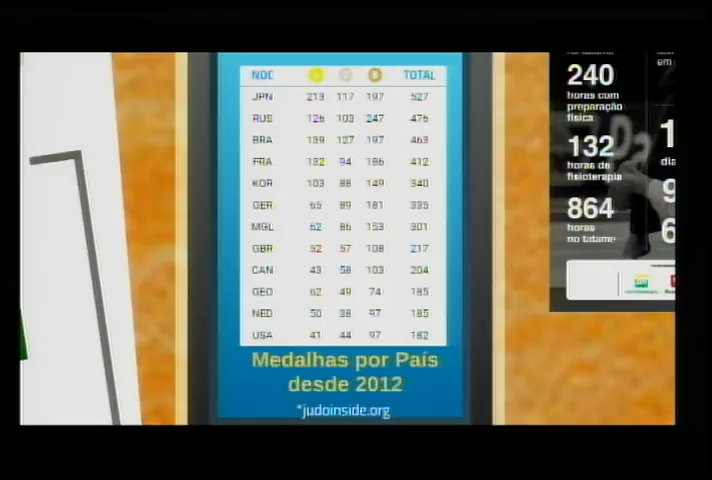 NOC TOTAL
JPN 213 117 197 527
RUS 126 103 247 476
BRA 139 127 197 463
FRA 132 94 186 412
KOR 103 88 149 340
GER 65 89 181 335
MGL 62 86 153 301
GBR 52 57 108 217
CAN 43 58 103 204
GEO 62 49 74 185
NED 50 38 97 185
USA 41 44 97 182
Medalhas por País
desde 2012
*judoinside.org
240
horas com
preparação
física
132
horas de
fisioterapia
864
horas
no tatame
em
dia